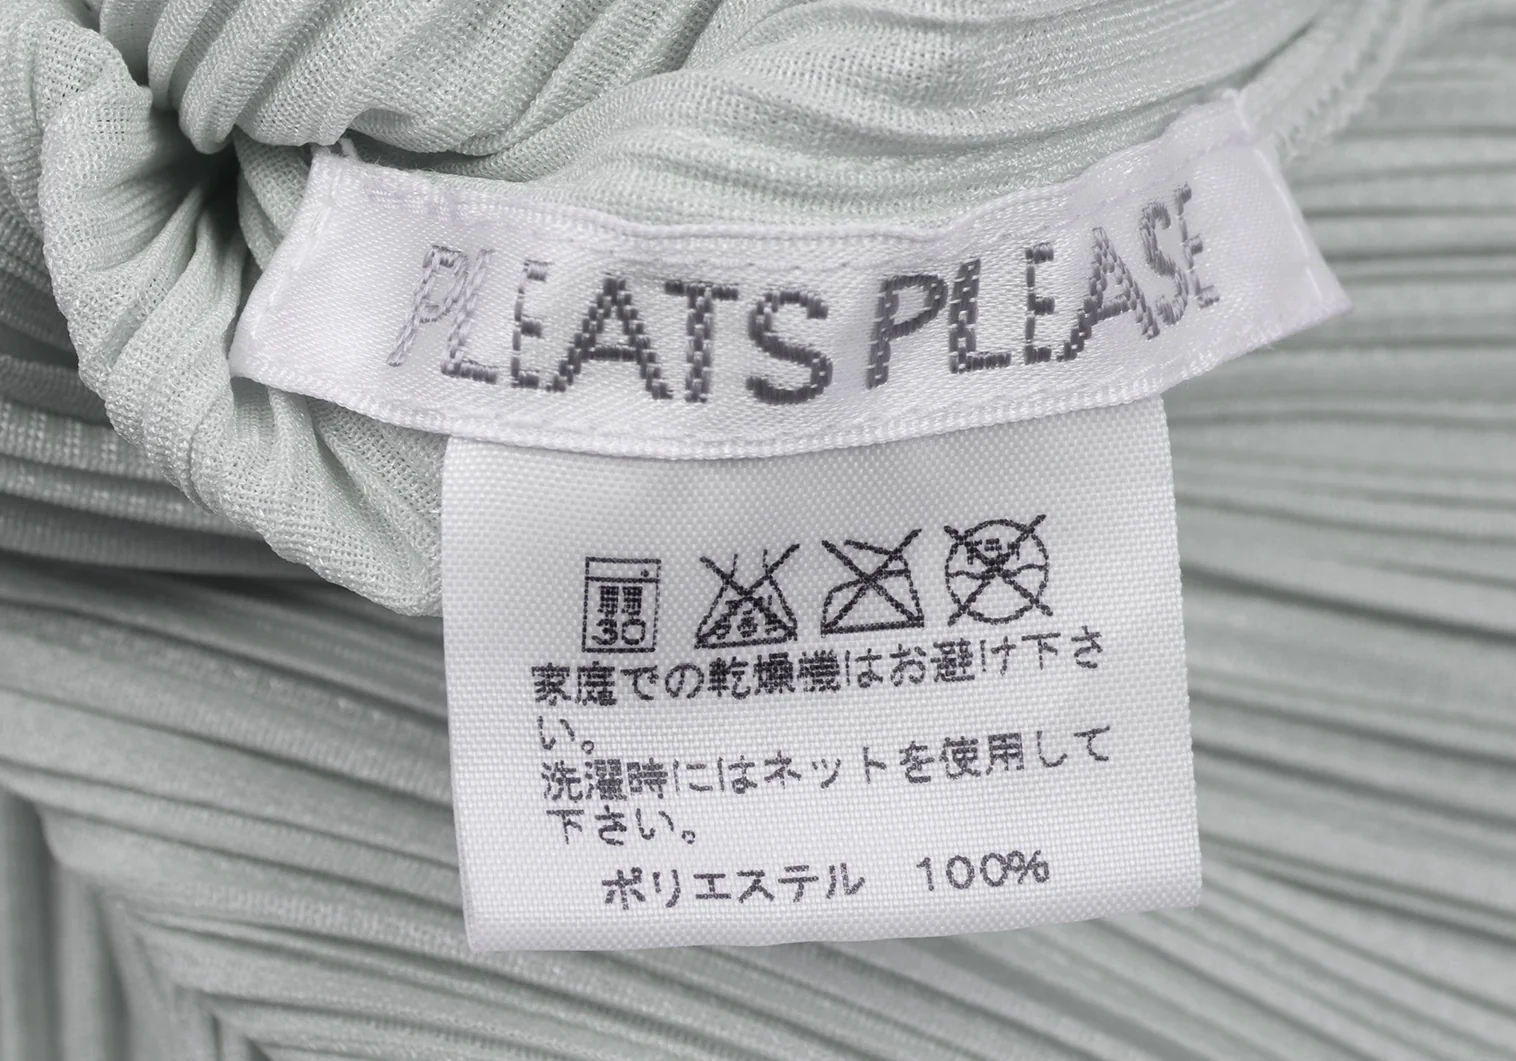 PLEATS PLEASE
弱
30
家庭での乾燥機はお避け下さ
い。
洗濯時にはネットを使用して
下さい。
ポリエステル 100%